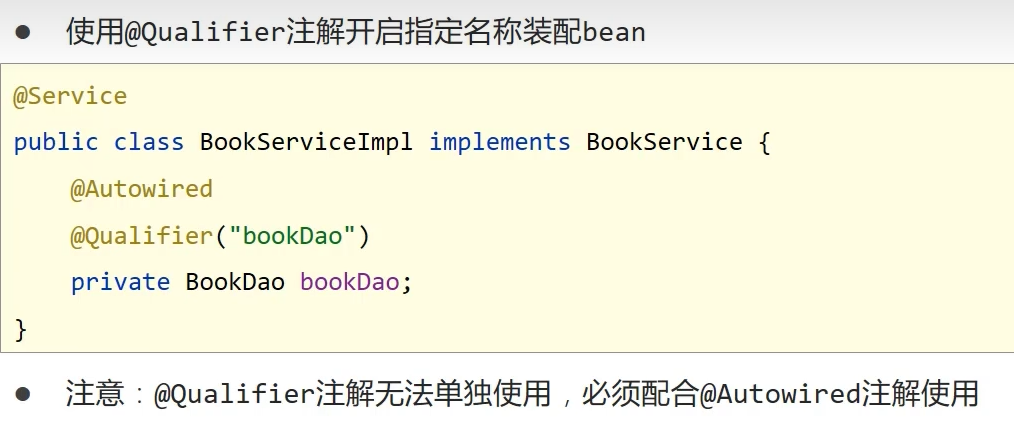 ● 使用@Qualifier注解开启指定名称装配bean
@Service
public class BookServiceImpl implements BookService {
    @Autowired
    @Qualifier("bookDao")
    private BookDao bookDao;
}
● 注意：@Qualifier注解无法单独使用，必须配合@Autowired注解使用